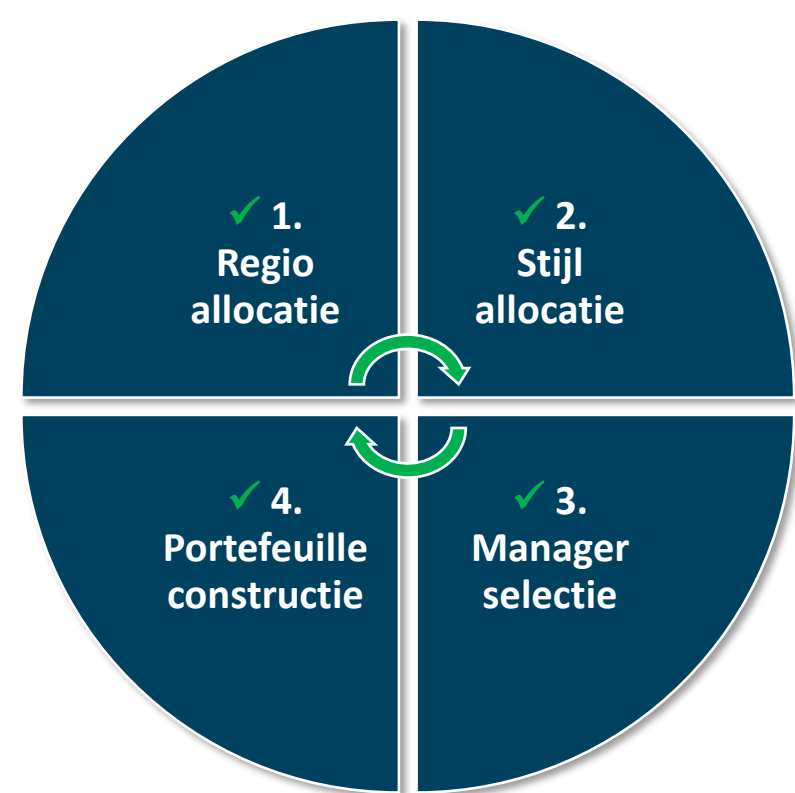 ✓ 1.
Regio
allocatie
✓ 2.
Stijl
allocatie
✓ 3.
Manager
selectie
✓ 4.
Portefeuille
constructie